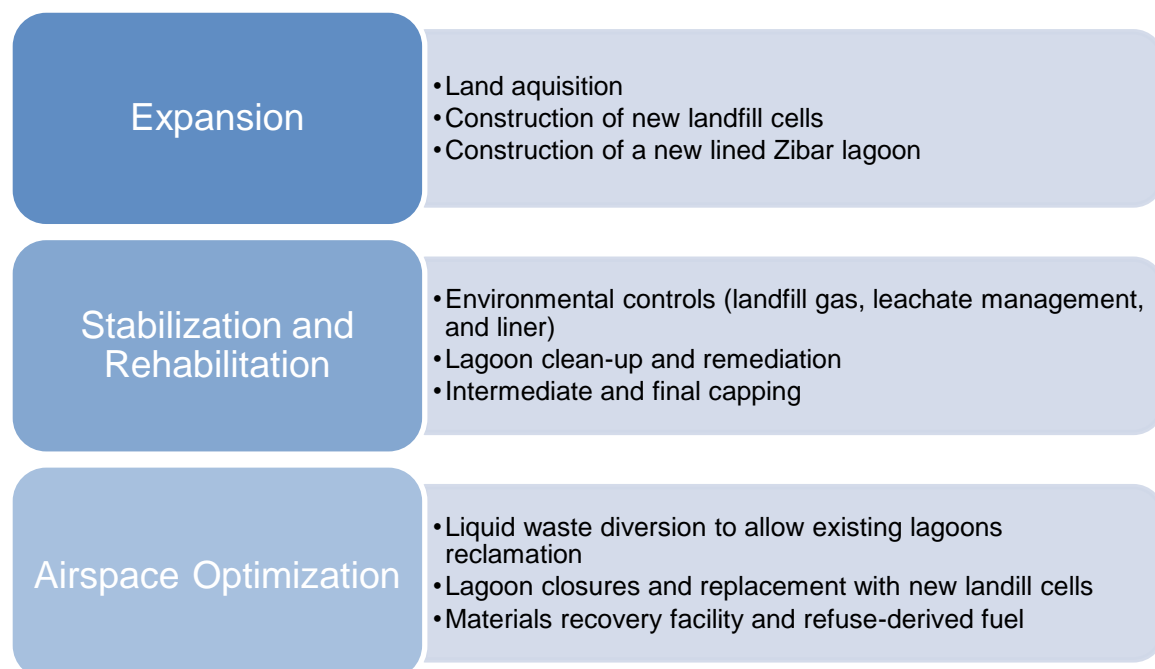 Expansion
•Land aquisition
•Construction of new landfill cells
•Construction of a new lined Zibar lagoon
Stabilization and
Rehabilitation
•Environmental controls (landfill gas, leachate management,
and liner)
•Lagoon clean-up and remediation
•Intermediate and final capping
Airspace Optimization
•Liquid waste diversion to allow existing lagoons
reclamation
•Lagoon closures and replacement with new landill cells
•Materials recovery facility and refuse-derived fuel